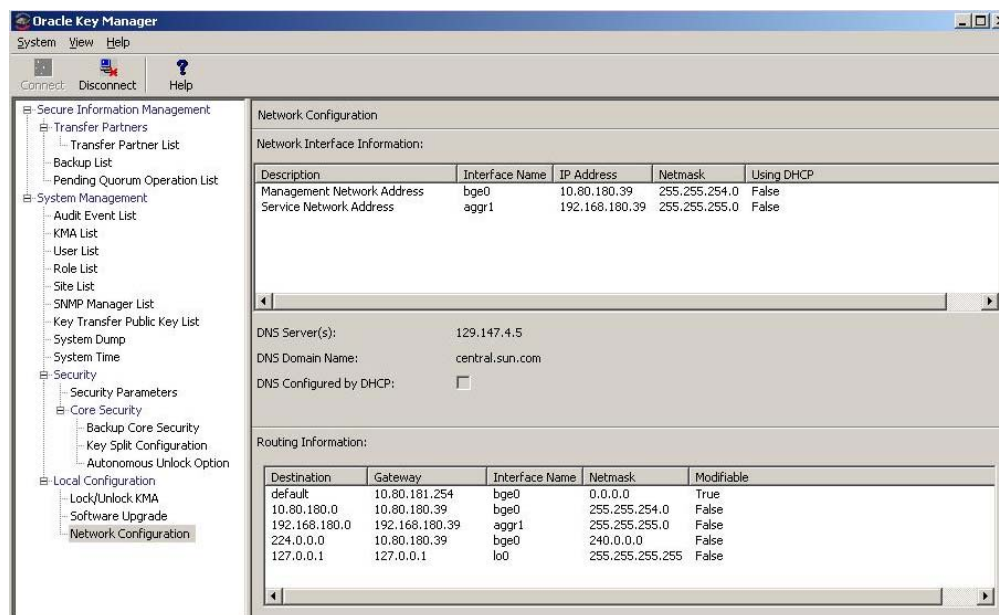 Oracle Key Manager
System View Help
Connect Disconnect Help
Secure Information Management
Transfer Partners
Transfer Partner List
Backup List
Pending Quorum Operation List
System Management
Audit Event List
KMA List
User List
Role List
Site List
SNMP Manager List
Key Transfer Public Key List
System Dump
System Time
Security
Security Parameters
Core Security
Backup Core Security
Key Split Configuration
Autonomous Unlock Option
Local Configuration
Lock/Unlock KMA
Software Upgrade
Network Configuration
Network Configuration
Network Interface Information:
Description Interface Name IP Address Netmask Using DHCP
Management Network Address bge0 10.80.180.39 255.255.254.0 False
Service Network Address aggr1 192.168.180.39 255.255.255.0 False
DNS Server(s): 129.147.4.5
DNS Domain Name: central.sun.com
DNS Configured by DHCP:
Routing Information:
Destination Gateway Interface Name Netmask Modifiable
default 10.80.181.254 bge0 0.0.0.0 True
10.80.180.0 10.80.180.39 bge0 255.255.254.0 False
192.168.180.0 192.168.180.39 aggr1 255.255.255.0 False
224.0.0.0 10.80.180.39 bge0 240.0.0.0 False
127.0.0.1 127.0.0.1 lo0 255.255.255.255 False